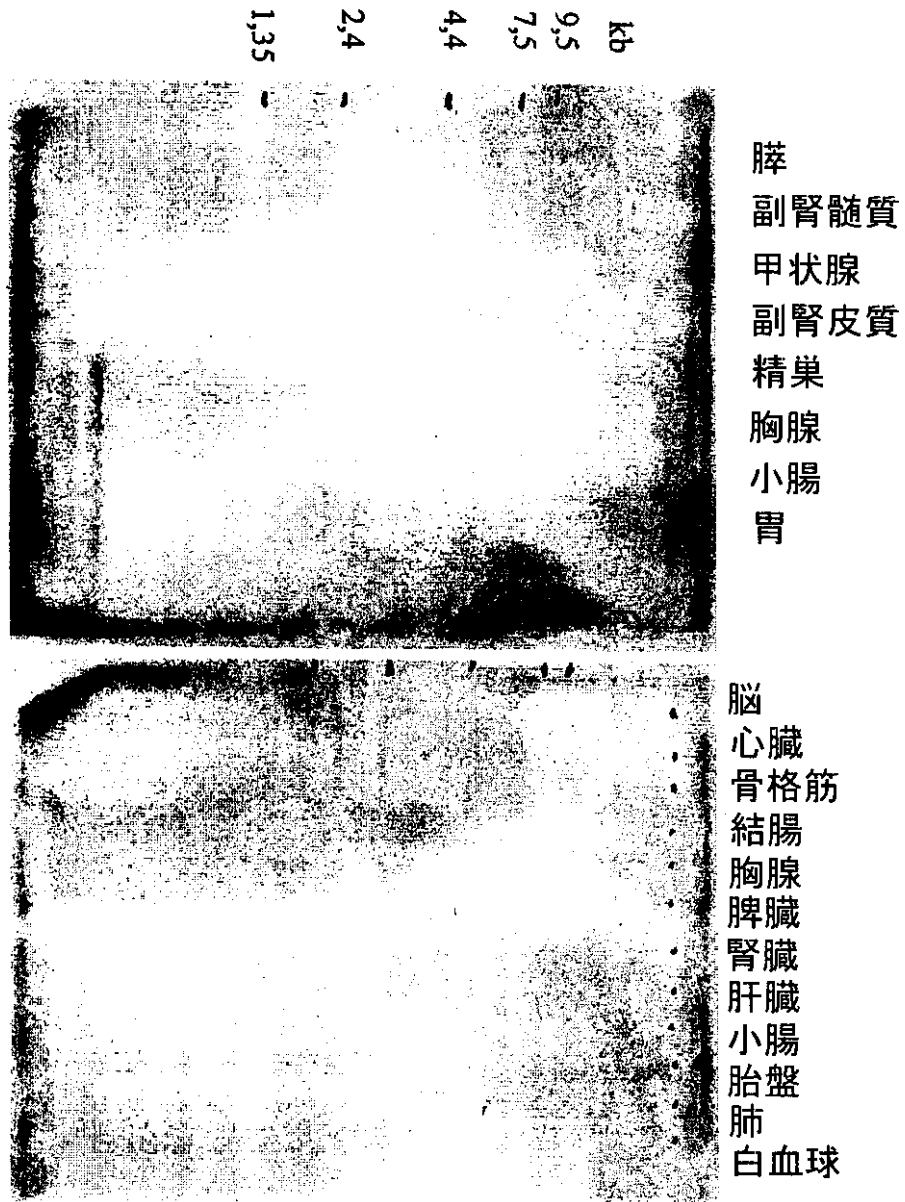 1,35
2,4
4,4
7,5
9,5
kb
膵
副腎髄質
甲状腺
副腎皮質
精巣
胸腺
小腸
胃
脳
心臓
骨格筋
結腸
胸腺
脾臓
腎臓
肝臓
小腸
胎盤
肺
白血球